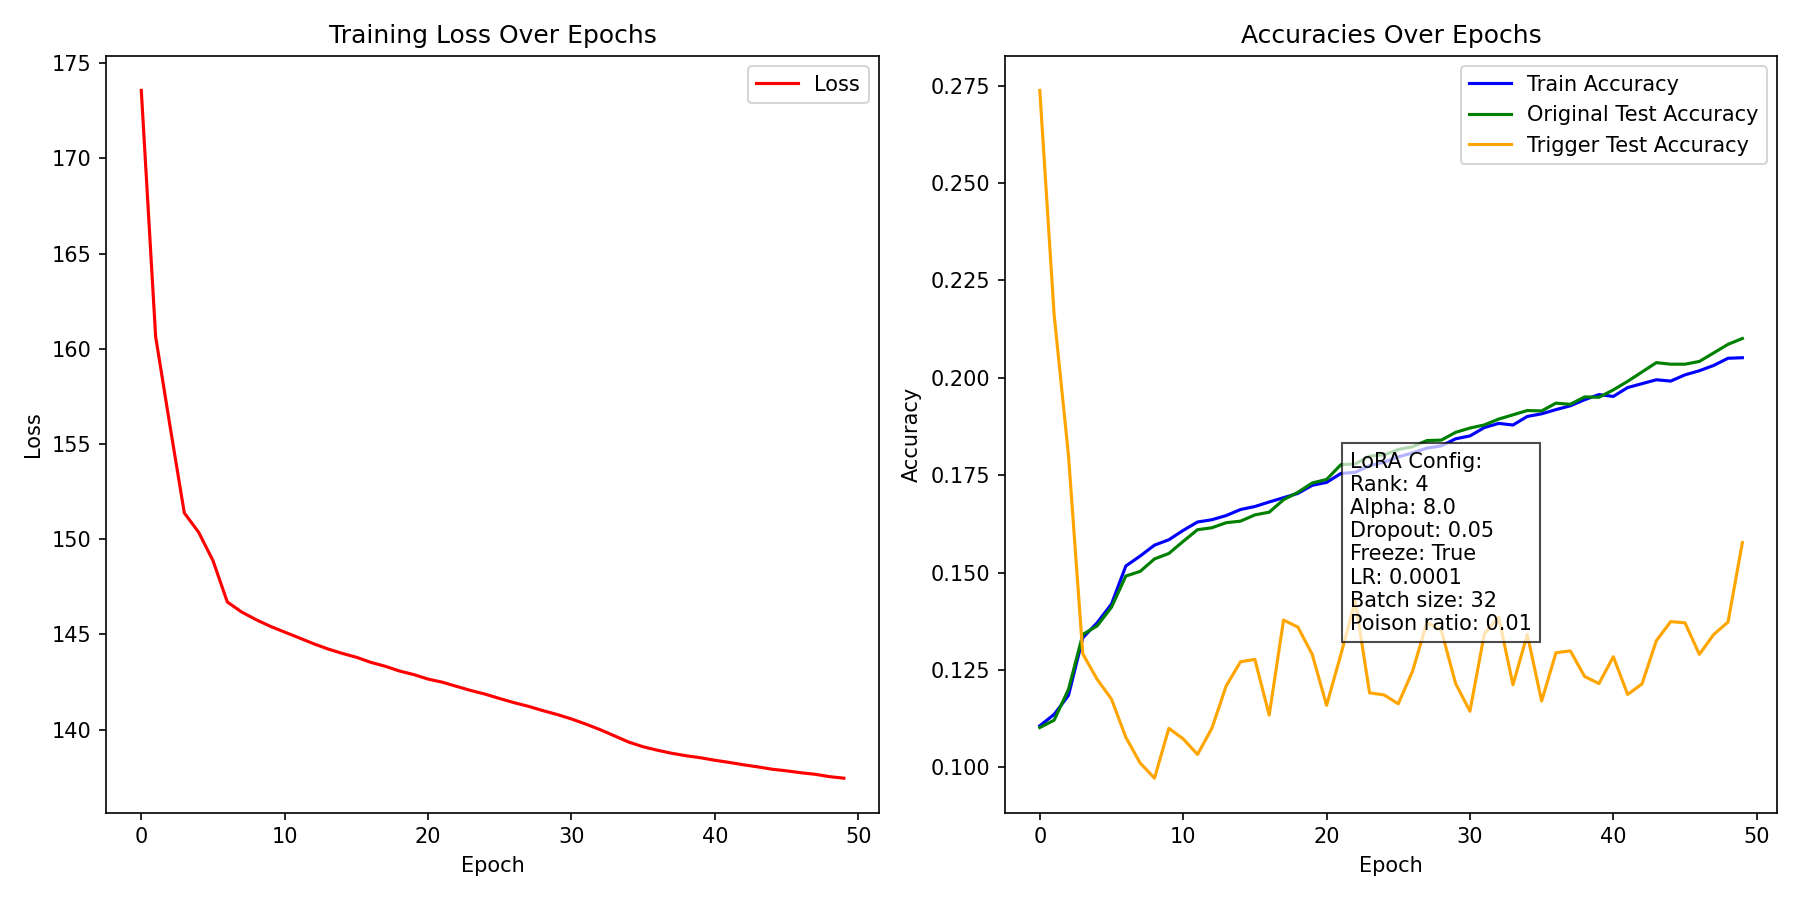 Training Loss Over Epochs
175
170
165
160
155
150
145
140
Loss
Loss
0
10
20
30
40
50
Epoch
Accuracies Over Epochs
0.275
0.250
0.225
0.200
0.175
0.150
0.125
0.100
Accuracy
Train Accuracy
Original Test Accuracy
Trigger Test Accuracy
LoRA Config:
Rank: 4
Alpha: 8.0
Dropout: 0.05
Freeze: True
LR: 0.0001
Batch size: 32
Poison ratio: 0.01
0
10
20
30
40
50
Epoch